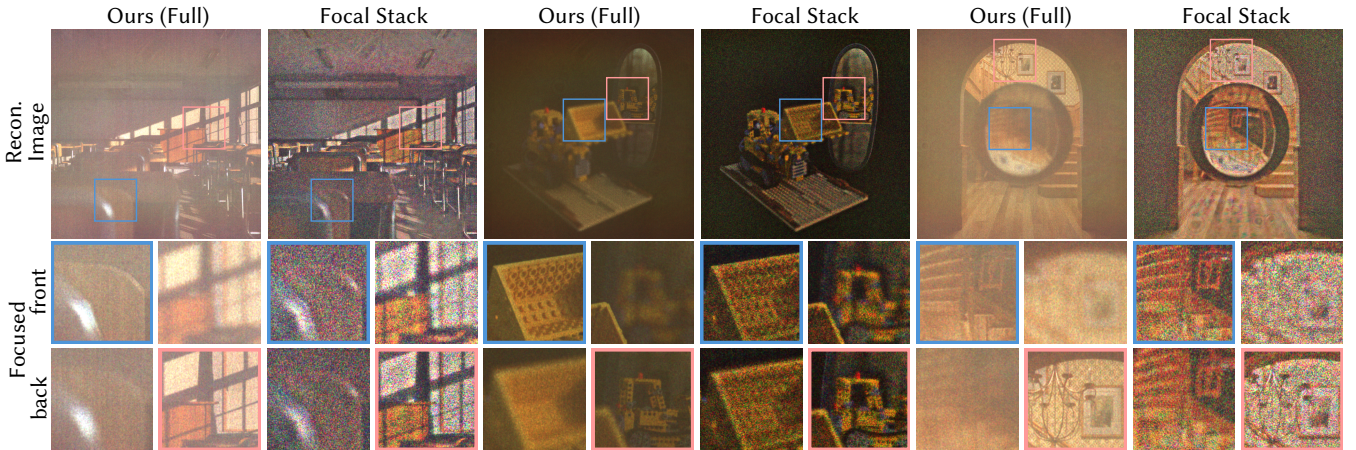 Ours (Full)
Focal Stack
Ours (Full)
Focal Stack
Ours (Full)
Focal Stack
Recon.
Image
Focused
front
back